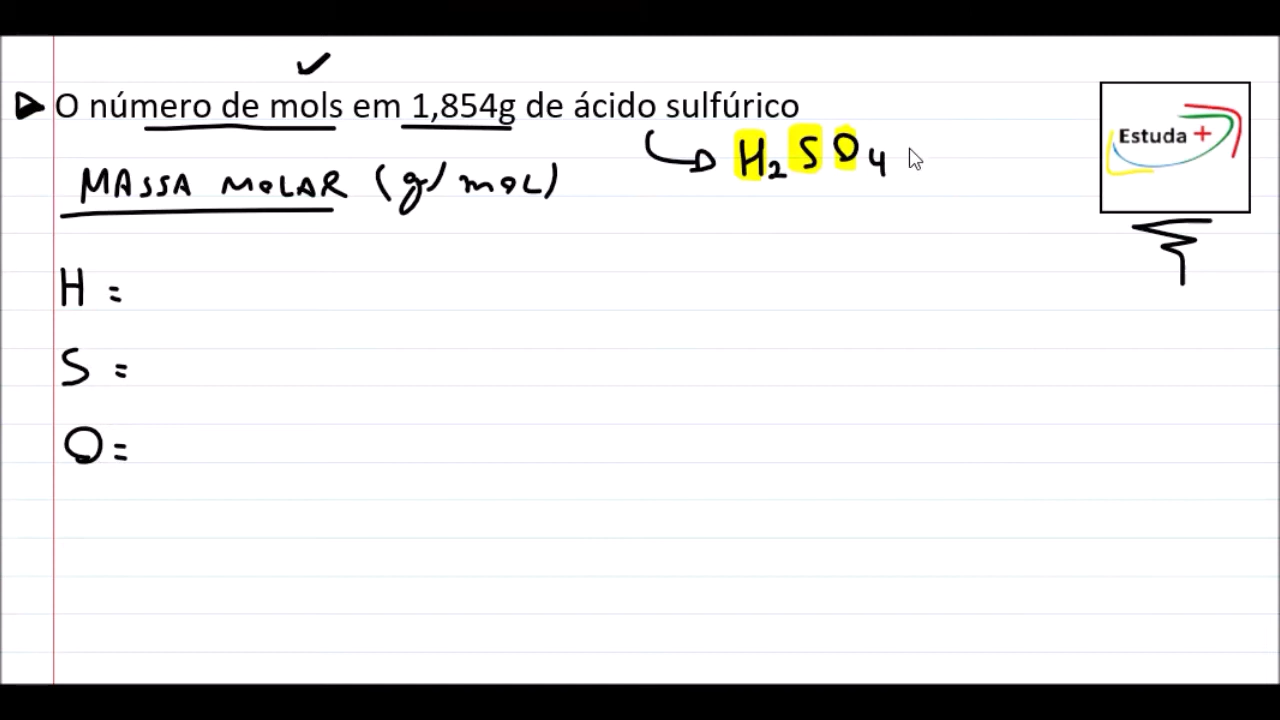 O número de mols em 1,854g de ácido sulfúrico
Estuda +
H₂SO₄
MASSA MOLAR (g/mol)
H =
S =
O =